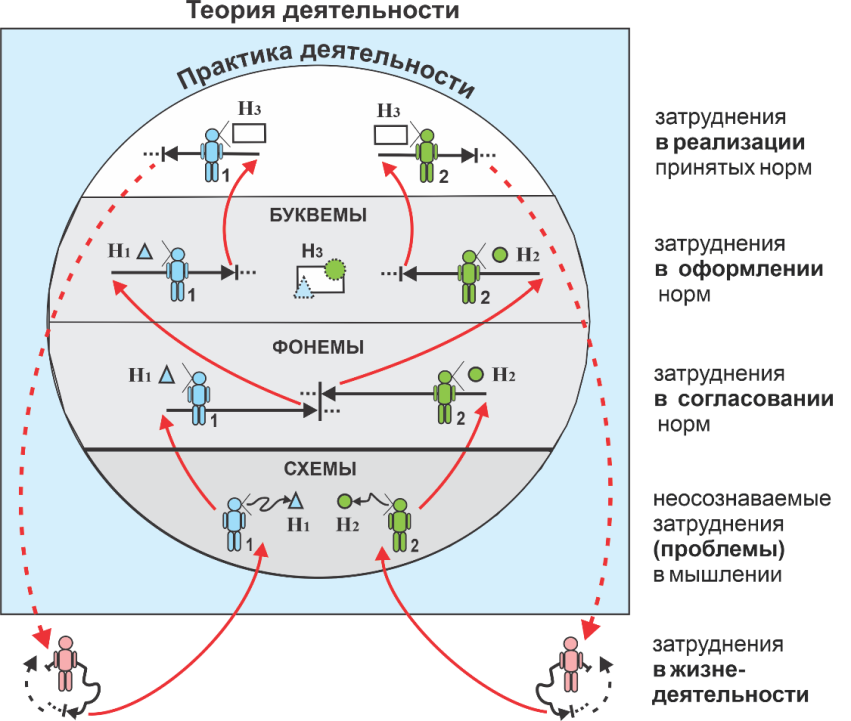 Теория деятельности
Практика деятельности
Н3
Н3
1
2
затруднения
в реализации
принятых норм
БУКВЕМЫ
Н1
Н3
Н2
1
2
затруднения
в оформлении
норм
ФОНЕМЫ
Н1
Н2
1
2
затруднения
в согласовании
норм
СХЕМЫ
Н1
Н2
1
2
неосознаваемые
затруднения
(проблемы)
в мышлении
затруднения
в жизне-
деятельности